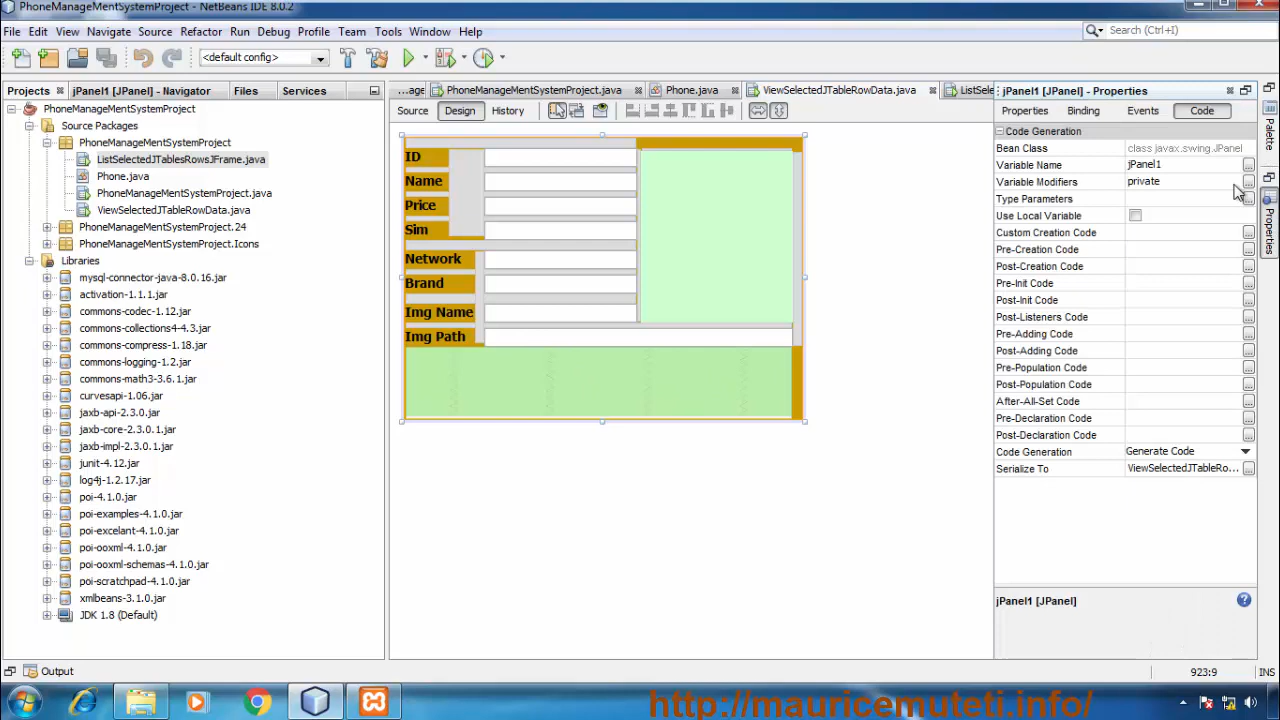 PhoneManageMentSystemProject - NetBeans IDE 8.0.2
File Edit View Navigate Source Refactor Run Debug Profile Team Tools Window Help
Search (Ctrl+I)
<default config>
Projects
jPanel1 [JPanel] - Navigator
Files
Services
...age
PhoneManageMentSystemProject.java
Phone.java
ViewSelectedJTableRowData.java
ListSele
jPanel1 [JPanel] - Properties
Source Design History
Properties Binding Events Code
PhoneManageMentSystemProject
Source Packages
PhoneManageMentSystemProject
ListSelectedJTablesRowsJFrame.java
Phone.java
PhoneManageMentSystemProject.java
ViewSelectedJTableRowData.java
PhoneManageMentSystemProject.24
PhoneManageMentSystemProject.Icons
Libraries
mysql-connector-java-8.0.16.jar
activation-1.1.1.jar
commons-codec-1.12.jar
commons-collections4-4.3.jar
commons-compress-1.18.jar
commons-logging-1.2.jar
commons-math3-3.6.1.jar
curvesapi-1.06.jar
jaxb-api-2.3.0.1.jar
jaxb-core-2.3.0.1.jar
jaxb-impl-2.3.0.1.jar
junit-4.12.jar
log4j-1.2.17.jar
poi-4.1.0.jar
poi-examples-4.1.0.jar
poi-excelant-4.1.0.jar
poi-ooxml-4.1.0.jar
poi-ooxml-schemas-4.1.0.jar
poi-scratchpad-4.1.0.jar
xmlbeans-3.1.0.jar
JDK 1.8 (Default)
ID
Name
Price
Sim
Network
Brand
Img Name
Img Path
Code Generation
Bean Class class javax.swing.JPanel
Variable Name jPanel1
Variable Modifiers private
Type Parameters
Use Local Variable
Custom Creation Code
Pre-Creation Code
Post-Creation Code
Pre-Init Code
Post-Init Code
Post-Listeners Code
Pre-Adding Code
Post-Adding Code
Pre-Population Code
Post-Population Code
After-All-Set Code
Pre-Declaration Code
Post-Declaration Code
Code Generation Generate Code
Serialize To ViewSelectedJTableRo...
jPanel1 [JPanel]
Palette
Properties
Output
923:9
INS
http://mauricemuteti.info/